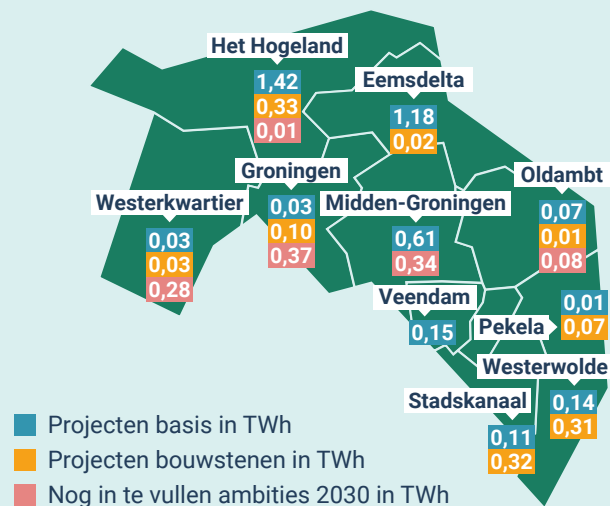 Het Hogeland
1,42
0,33
0,01
Eemsdelta
1,18
0,02
Groningen
0,03
0,10
0,37
Westerkwartier
0,03
0,03
0,28
Midden-Groningen
0,61
0,34
Oldambt
0,07
0,01
0,08
Veendam
0,15
Pekela
0,01
0,07
Westerwolde
0,14
0,31
Stadskanaal
0,11
0,32
Projecten basis in TWh
Projecten bouwstenen in TWh
Nog in te vullen ambities 2030 in TWh